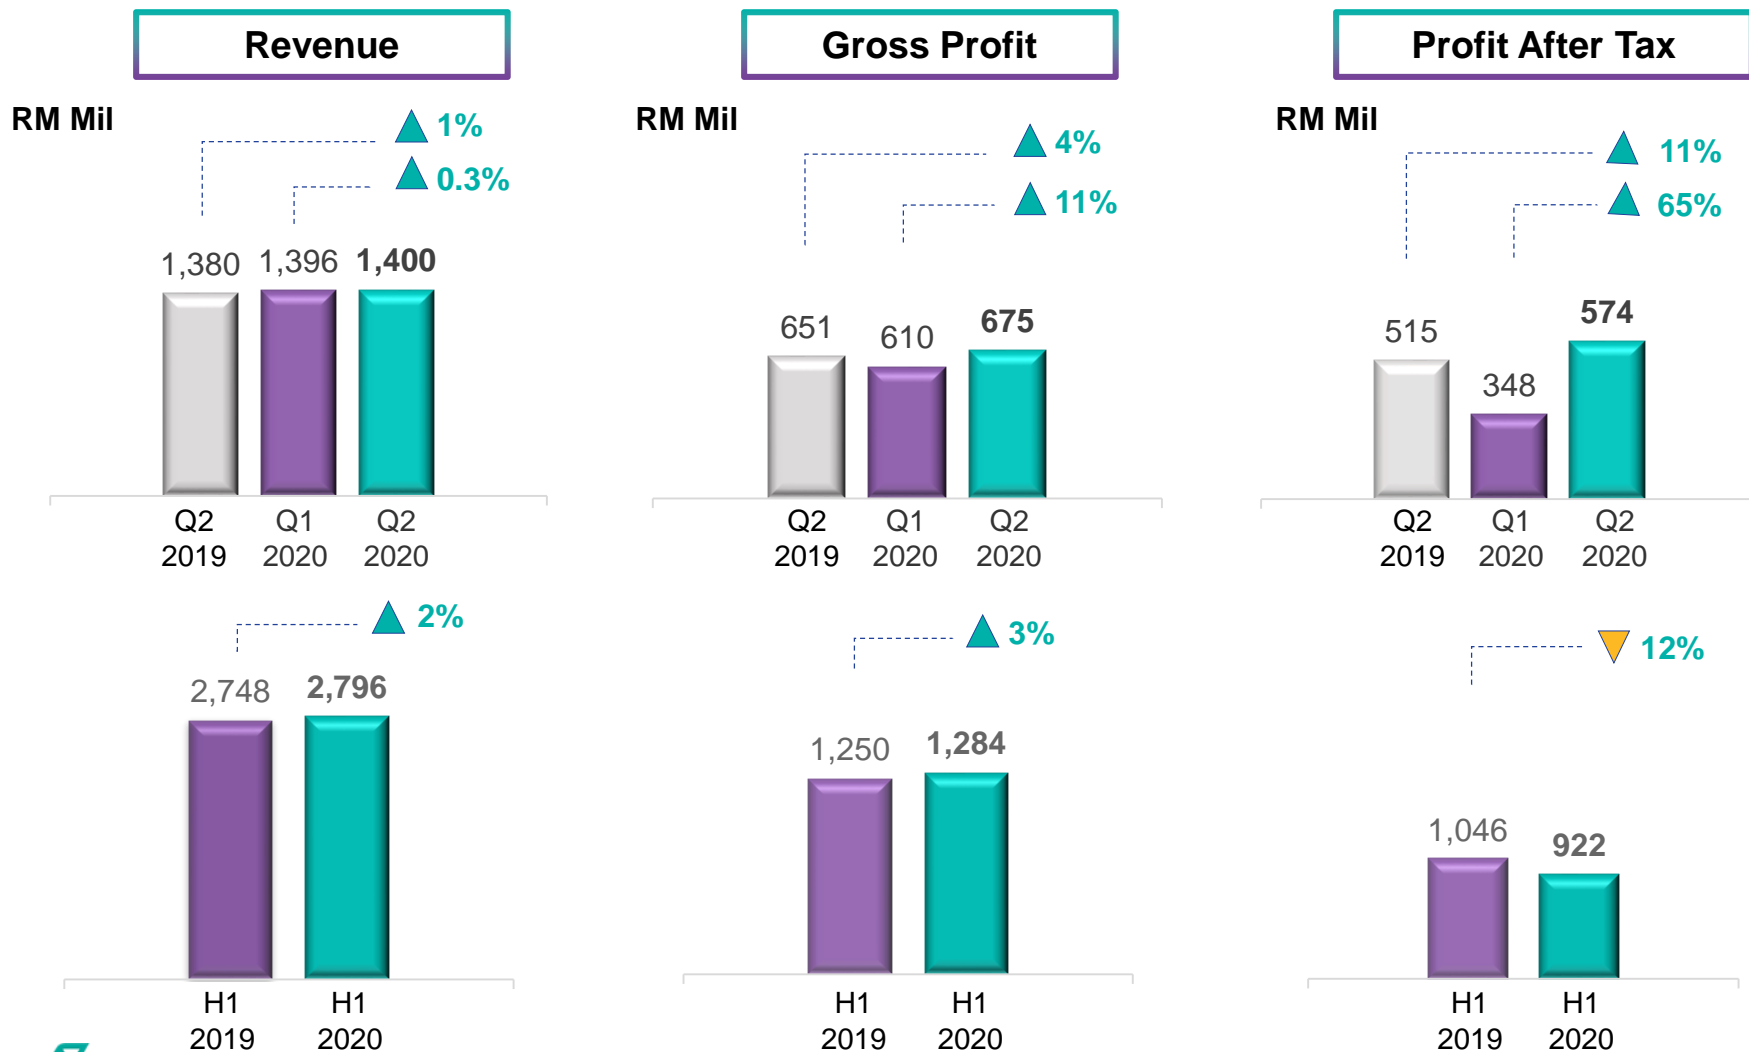 Revenue
RM Mil
1%
0.3%
1,380 1,396 1,400
Q2 Q1 Q2
2019 2020 2020
2%
2,748 2,796
H1 H1
2019 2020
Gross Profit
RM Mil
4%
11%
651 610 675
Q2 Q1 Q2
2019 2020 2020
3%
1,250 1,284
H1 H1
2019 2020
Profit After Tax
RM Mil
11%
65%
515 348 574
Q2 Q1 Q2
2019 2020 2020
12%
1,046 922
H1 H1
2019 2020